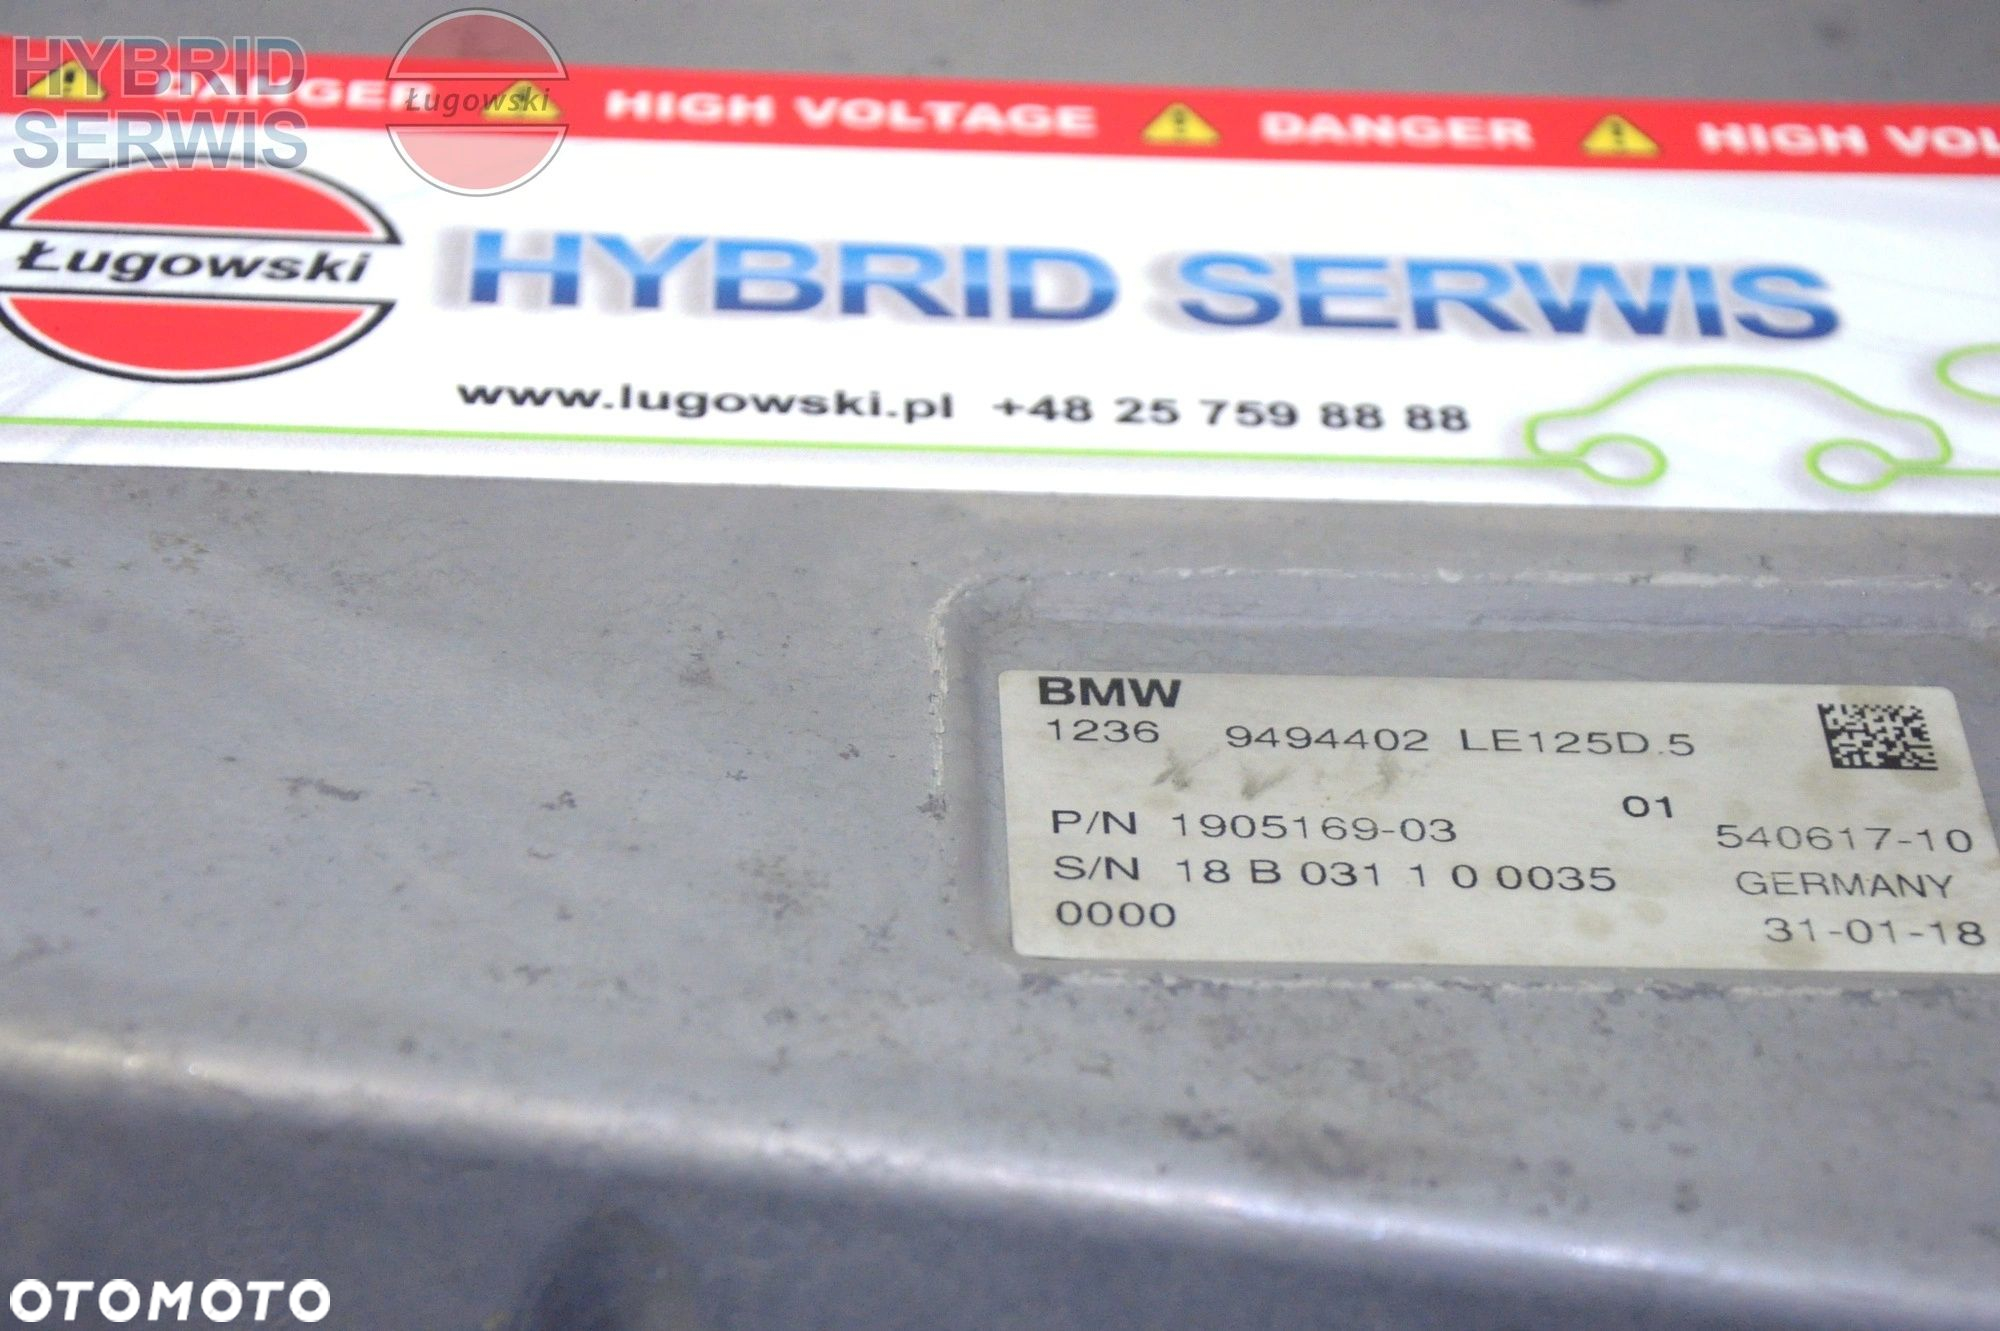 HYBRID
SERWIS
Ługowski
DANGER HIGH VOLTAGE DANGER HIGH VOL
Ługowski
HYBRID SERWIS
www.lugowski.pl +48 25 759 88 88
BMW
1236 9494402 LE125D.5
01
P/N 1905169-03 540617-10
S/N 18 B 031 1 0 0035 GERMANY
0000 31-01-18
OTOMOTO